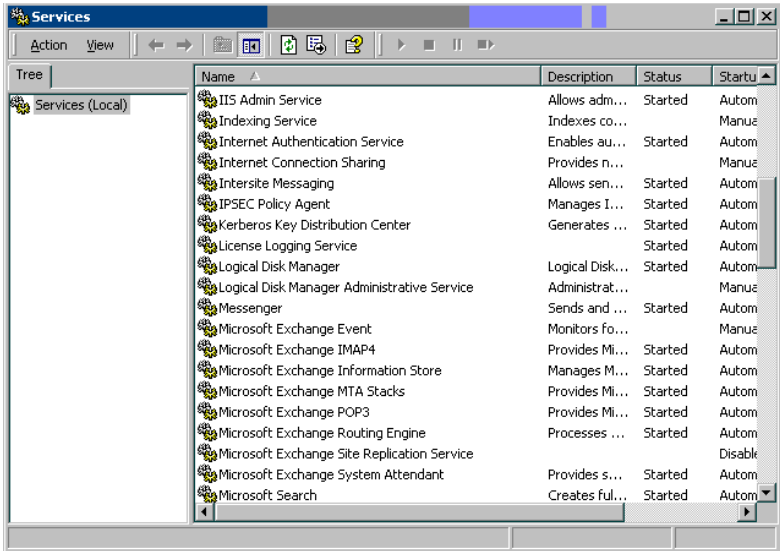 Services
Action View
Tree
Services (Local)
Name Description Status Startu
IIS Admin Service Allows adm... Started Autom
Indexing Service Indexes co... Manua
Internet Authentication Service Enables au... Started Autom
Internet Connection Sharing Provides n... Manua
Intersite Messaging Allows sen... Started Autom
IPSEC Policy Agent Manages I... Started Autom
Kerberos Key Distribution Center Generates ... Started Autom
License Logging Service Started Autom
Logical Disk Manager Logical Disk... Started Autom
Logical Disk Manager Administrative Service Administrat... Manua
Messenger Sends and ... Started Autom
Microsoft Exchange Event Monitors fo... Manua
Microsoft Exchange IMAP4 Provides Mi... Started Autom
Microsoft Exchange Information Store Manages M... Started Autom
Microsoft Exchange MTA Stacks Provides Mi... Started Autom
Microsoft Exchange POP3 Provides Mi... Started Autom
Microsoft Exchange Routing Engine Processes ... Started Autom
Microsoft Exchange Site Replication Service Disable
Microsoft Exchange System Attendant Provides s... Started Autom
Microsoft Search Creates ful... Started Autom